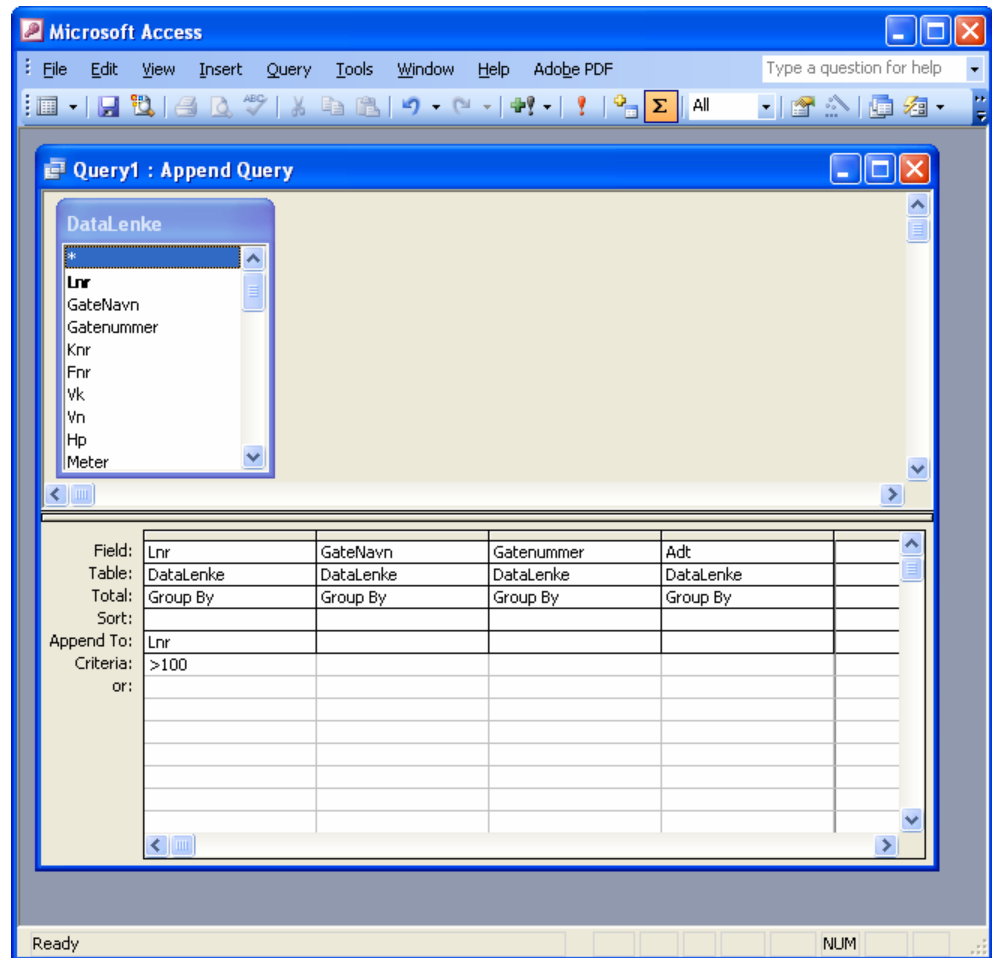 Microsoft Access
File Edit View Insert Query Tools Window Help Adobe PDF Type a question for help
ABC Σ All
Query1 : Append Query
DataLenke
*
Lnr
GateNavn
Gatenummer
Knr
Fnr
Vk
Vn
Hp
Meter
Field: Lnr GateNavn Gatenummer Adt
Table: DataLenke DataLenke DataLenke DataLenke
Total: Group By Group By Group By Group By
Sort:
Append To: Lnr
Criteria: >100
or:
Ready NUM